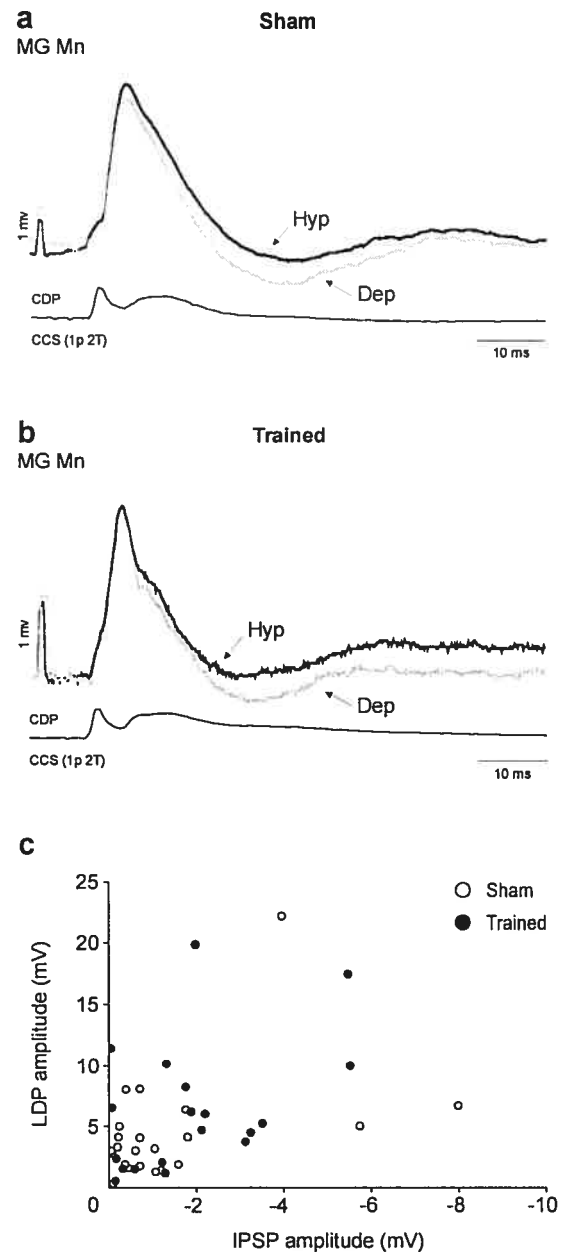 a
Sham
MG Mn
Hyp
1 mv
Dep
CDP
CCS (1p 2T)
10 ms
b
Trained
MG Mn
Hyp
1 mv
Dep
CDP
CCS (1p 2T)
10 ms
c
25
Sham
Trained
20
15
10
5
0
-2
-4
-6
-8
-10
LDP amplitude (mV)
IPSP amplitude (mV)